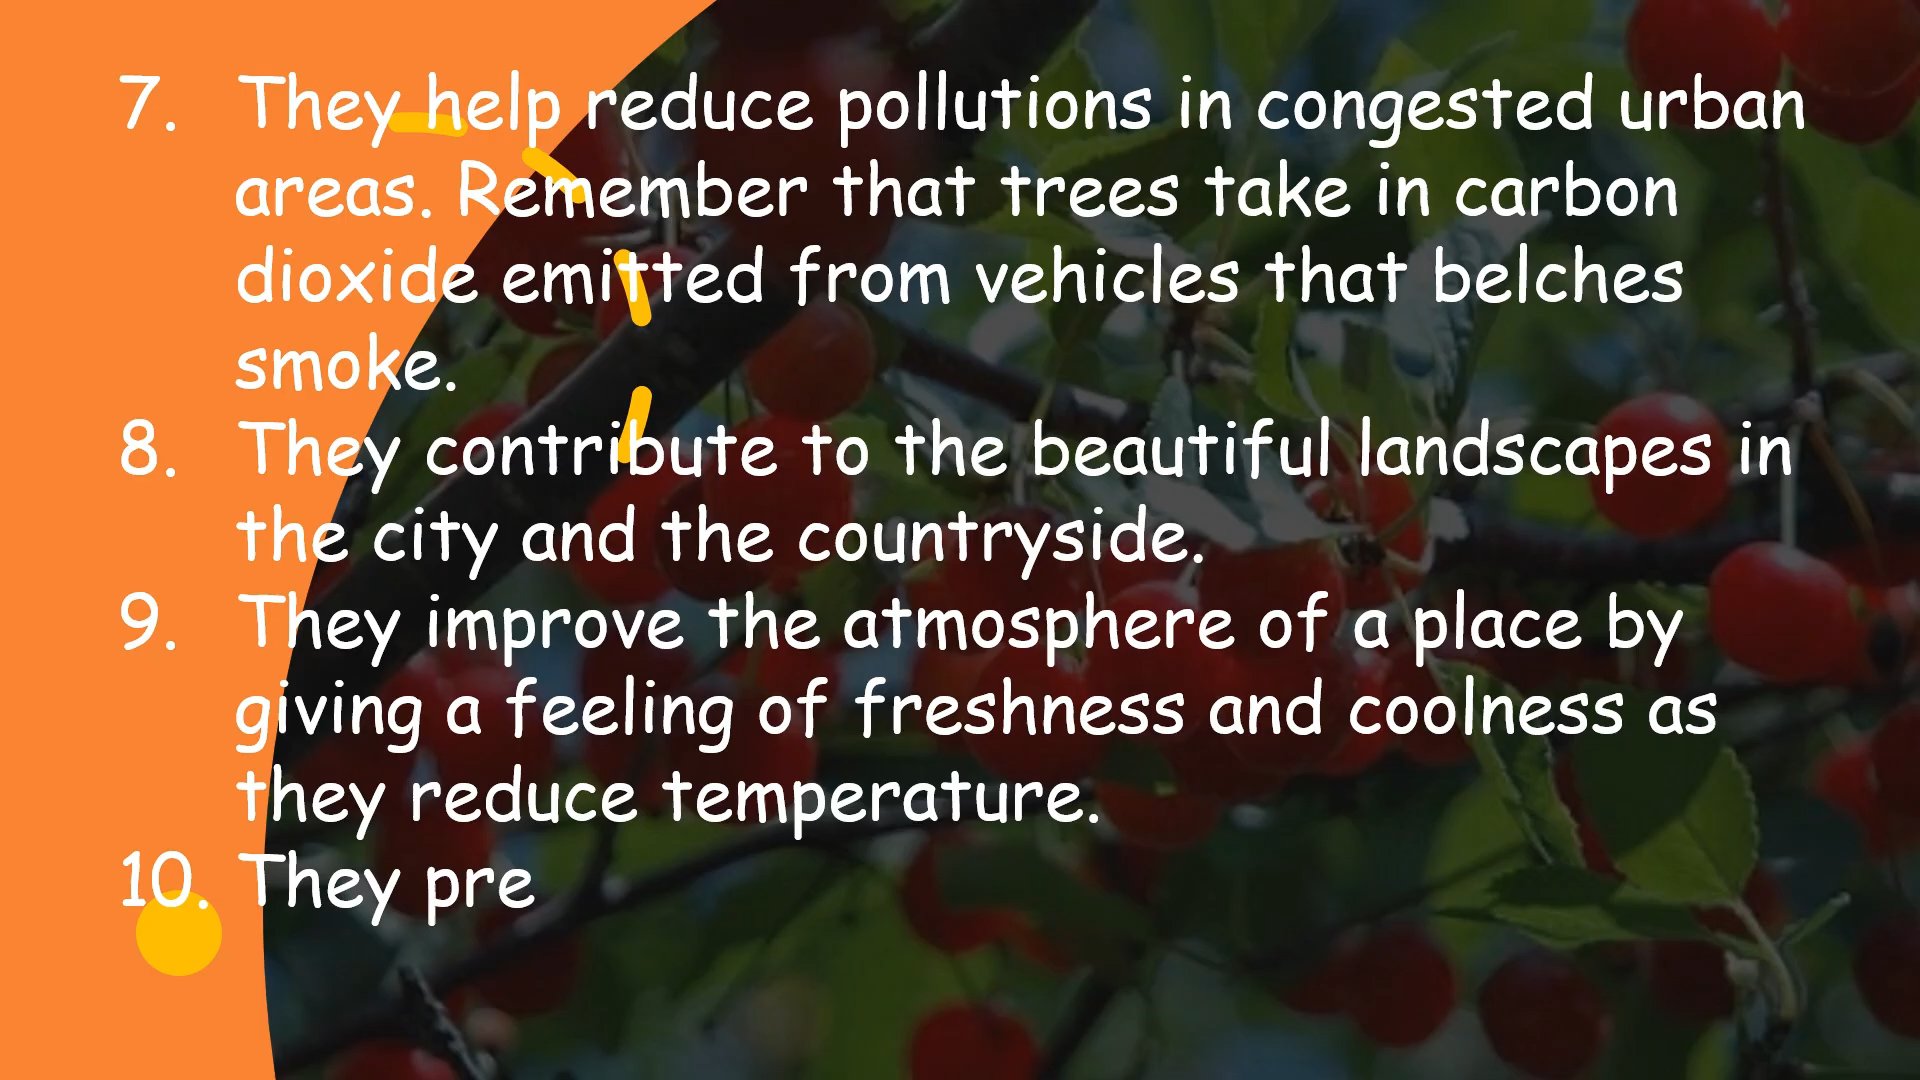 7. They help reduce pollutions in congested urban
areas. Remember that trees take in carbon
dioxide emitted from vehicles that belches
smoke.
8. They contribute to the beautiful landscapes in
the city and the countryside.
9. They improve the atmosphere of a place by
giving a feeling of freshness and coolness as
they reduce temperature.
10. They pre